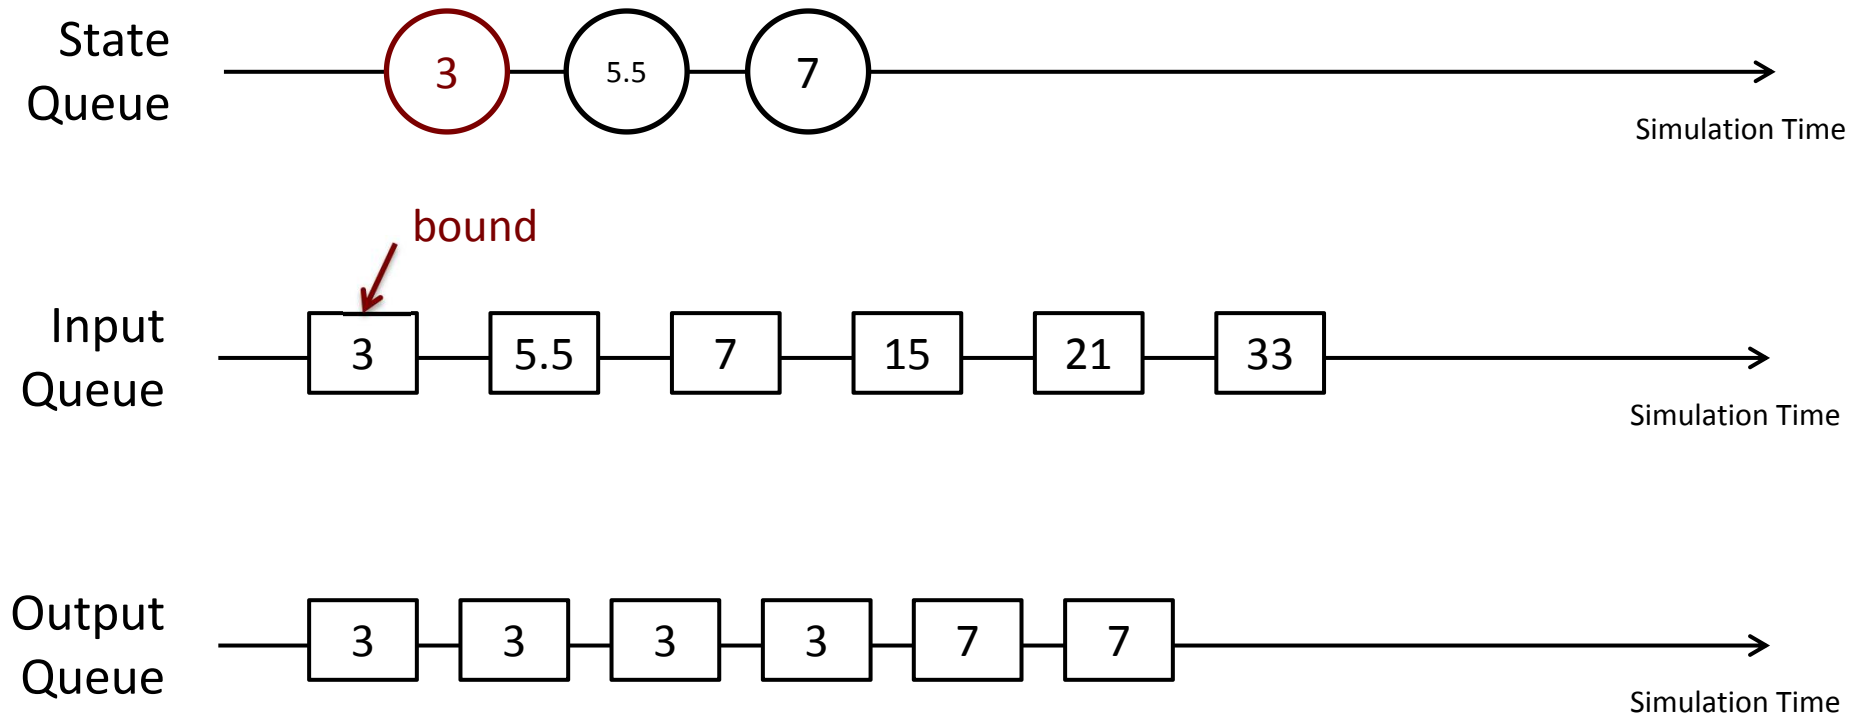 State
Queue
3
5.5
7
Simulation Time
bound
Input
Queue
3
5.5
7
15
21
33
Simulation Time
Output
Queue
3
3
3
3
7
7
Simulation Time